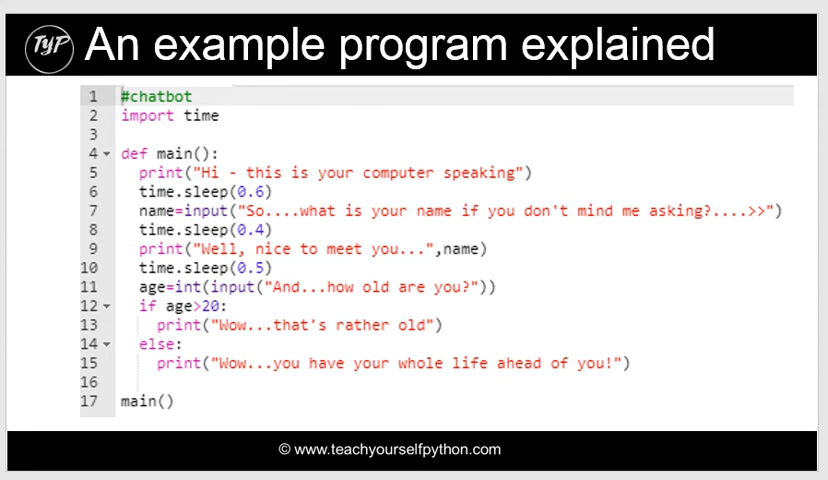 TYP An example program explained
1 #chatbot
2 import time
3
4 def main():
5 print("Hi - this is your computer speaking")
6 time.sleep(0.6)
7 name=input("So....what is your name if you don't mind me asking?....>>")
8 time.sleep(0.4)
9 print("Well, nice to meet you...",name)
10 time.sleep(0.5)
11 age=int(input("And...how old are you?"))
12 if age>20:
13 print("Wow...that's rather old")
14 else:
15 print("Wow...you have your whole life ahead of you!")
16
17 main()
© www.teachyourselfpython.com